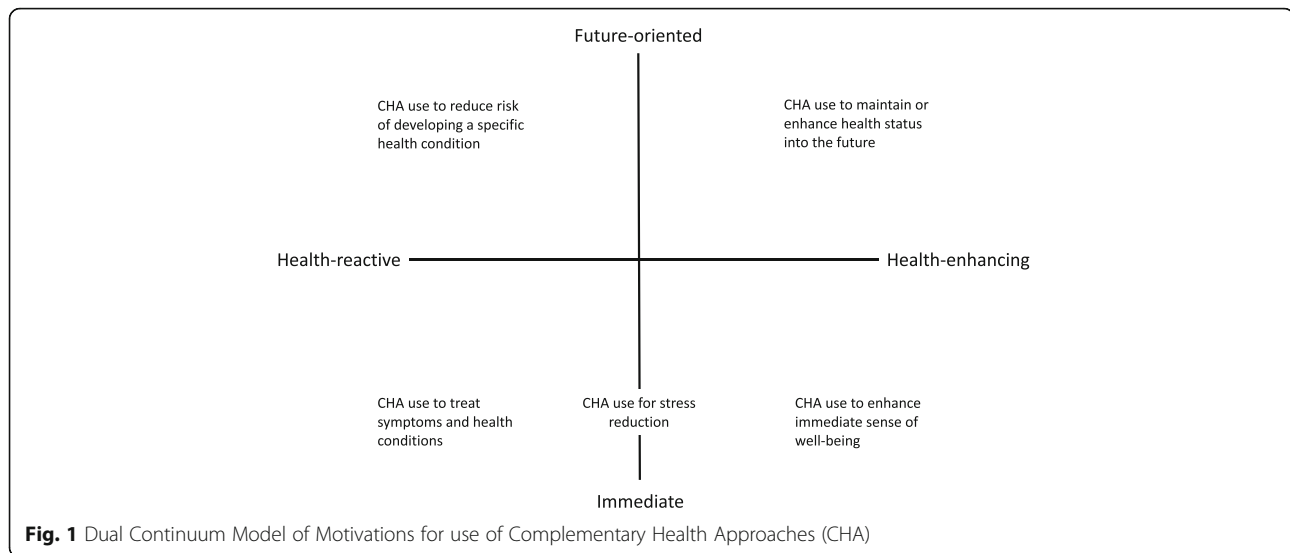 Future-oriented
CHA use to reduce risk
of developing a specific
health condition
CHA use to maintain or
enhance health status
into the future
Health-reactive
Health-enhancing
CHA use to treat
symptoms and health
conditions
CHA use for stress
reduction
CHA use to enhance
immediate sense of
well-being
Immediate
Fig. 1 Dual Continuum Model of Motivations for use of Complementary Health Approaches (CHA)